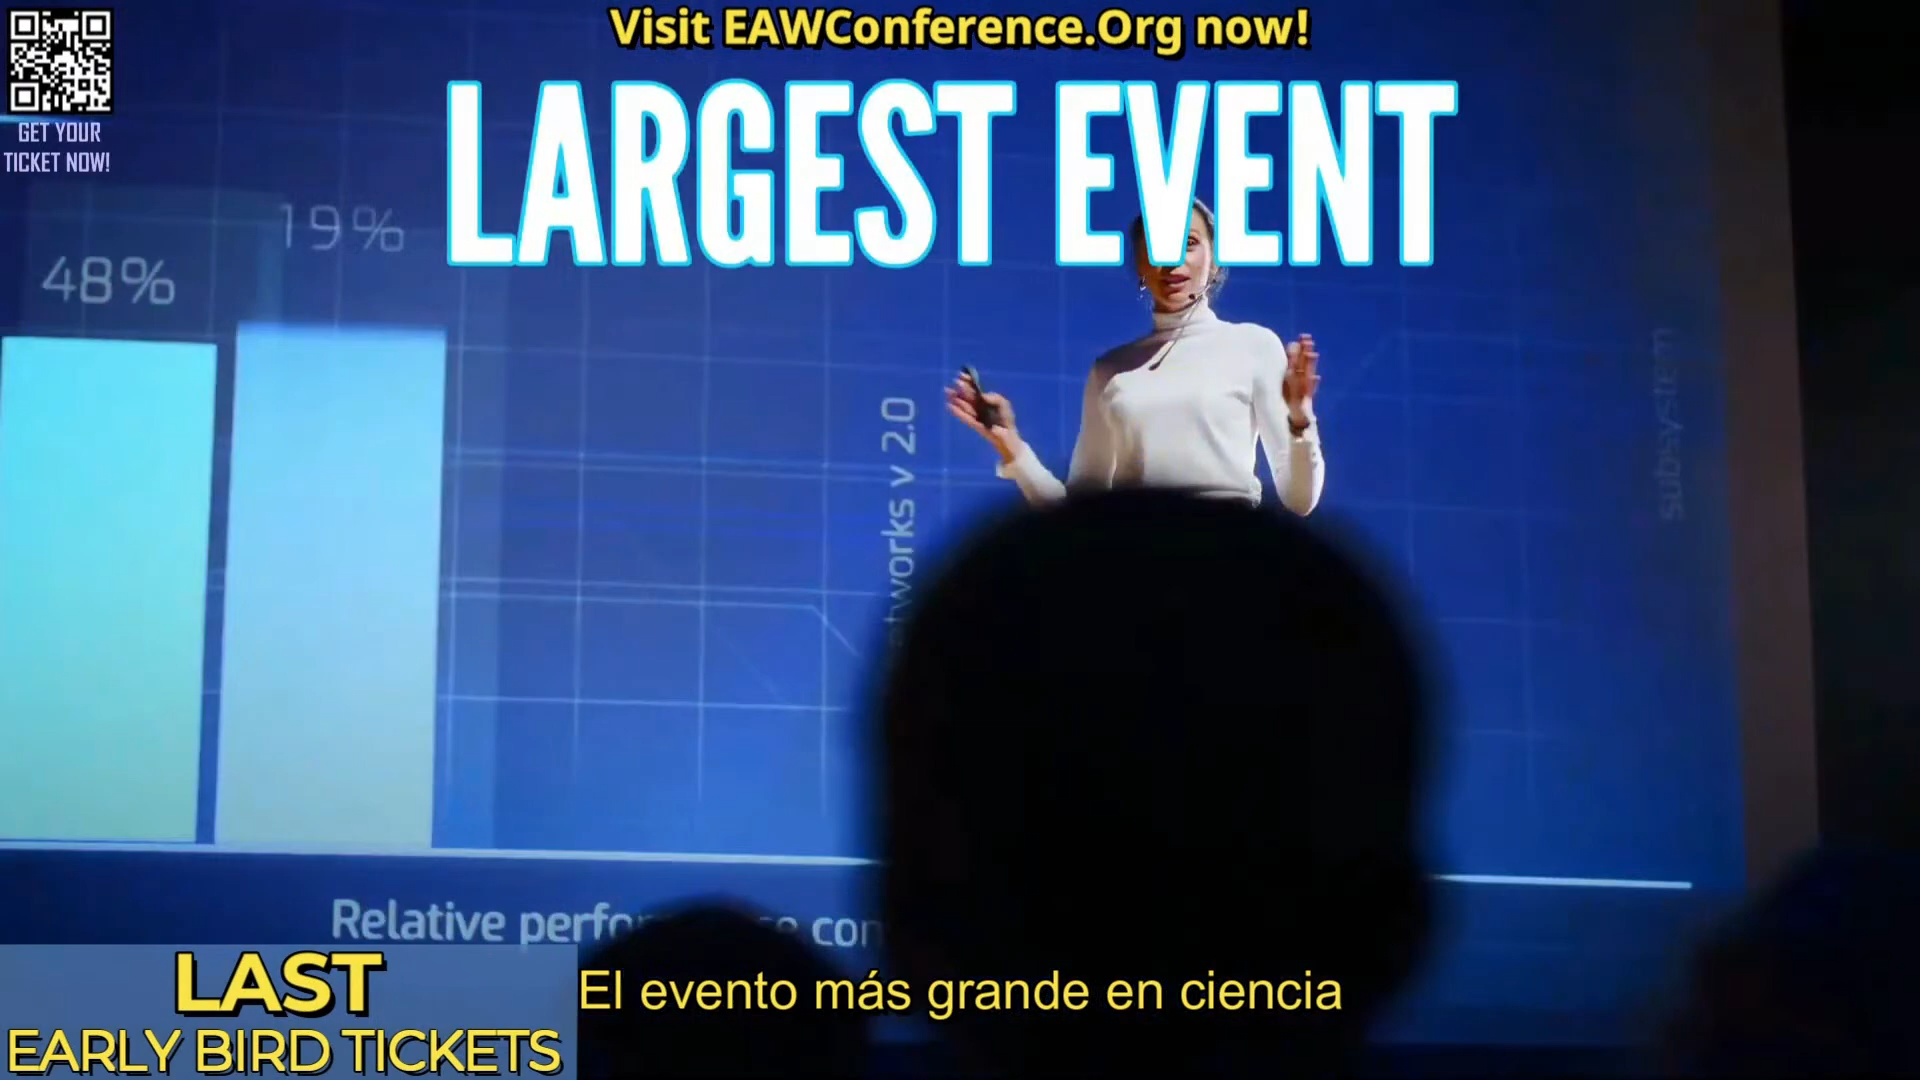 Visit EAWConference.Org now!
LARGEST EVENT
GET YOUR
TICKET NOW!
19%
48%
works v 2.0
subsystem
Relative
LAST
EARLY BIRD TICKETS
El evento más grande en ciencia